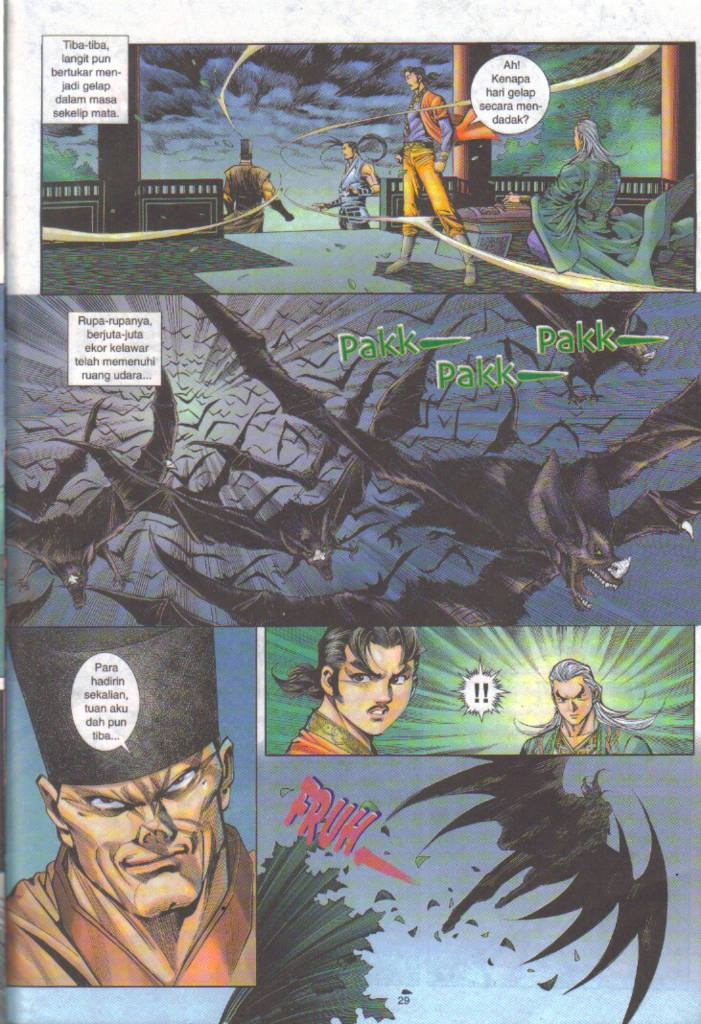 Tiba-tiba,
langit pun
bertukar men-
jadi gelap
dalam masa
sekelip mata.
Ah!
Kenapa
hari gelap
secara men-
dadak?
Rupa-rupanya,
berjuta-juta
ekor kelawar
telah memenuhi
ruang udara...
Pakk
Pakk
Pakk
Para
hadirin
sekalian,
tuan aku
dah pun
tiba...
!!
PRUH
29